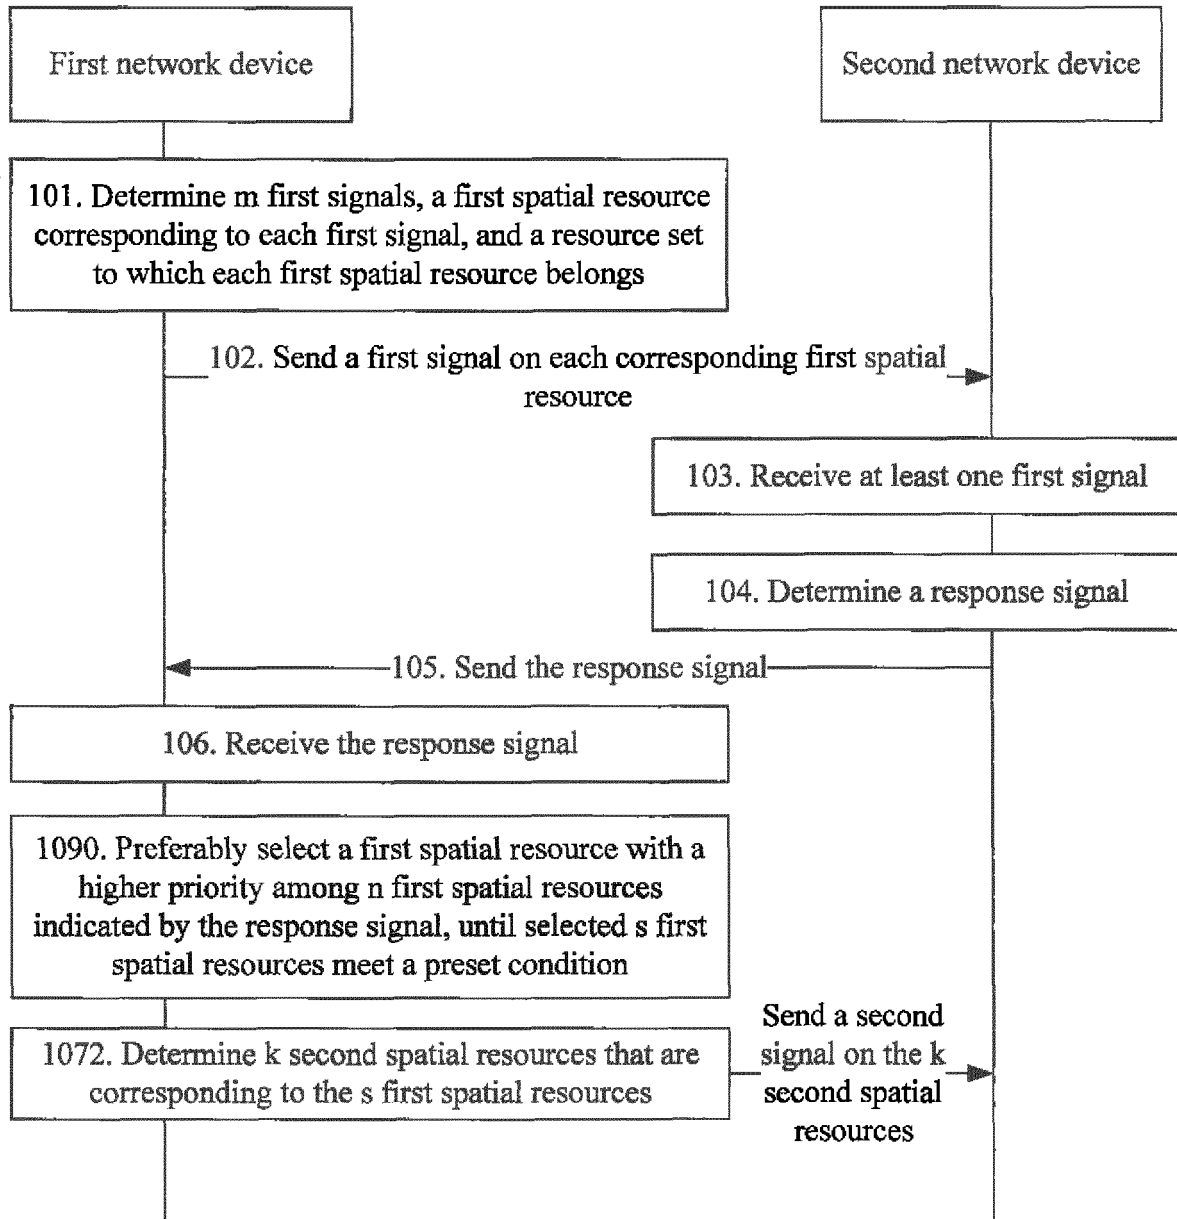 First network device
Second network device
101. Determine m first signals, a first spatial resource
corresponding to each first signal, and a resource set
to which each first spatial resource belongs
102. Send a first signal on each corresponding first spatial
resource
103. Receive at least one first signal
104. Determine a response signal
105. Send the response signal
106. Receive the response signal
1090. Preferably select a first spatial resource with a
higher priority among n first spatial resources
indicated by the response signal, until selected s first
spatial resources meet a preset condition
1072. Determine k second spatial resources that are
corresponding to the s first spatial resources
Send a second
signal on the k
second spatial
resources